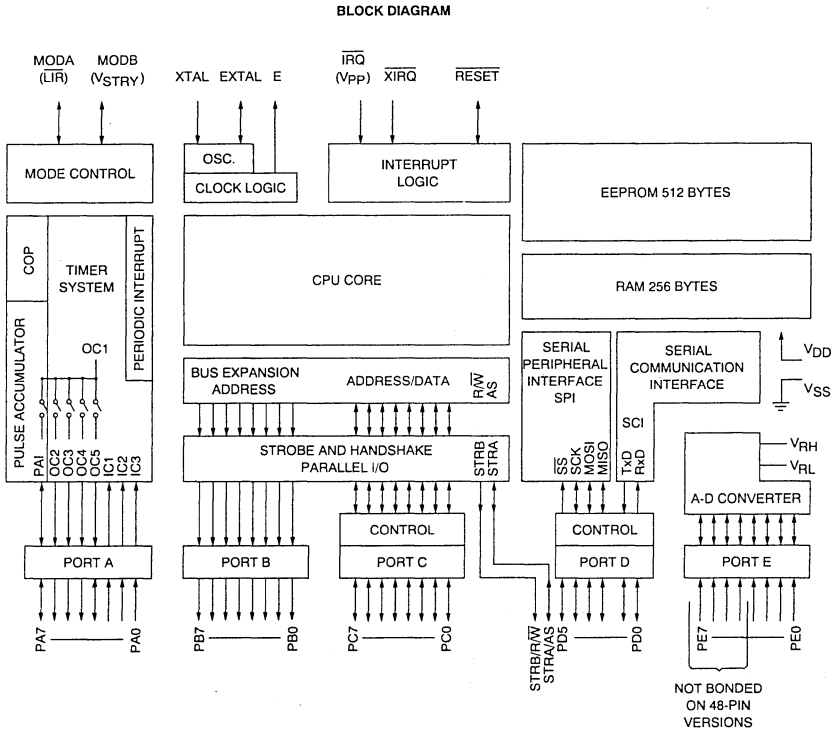 BLOCK DIAGRAM
MODA
(LIR)
MODB
(VSTRY)
XTAL EXTAL E
IRQ
(VPP)
XIRQ
RESET
MODE CONTROL
OSC.
CLOCK LOGIC
INTERRUPT
LOGIC
EEPROM 512 BYTES
COP
TIMER
SYSTEM
PERIODIC INTERRUPT
CPU CORE
RAM 256 BYTES
PULSE ACCUMULATOR
OC1
PAI
OC2
OC3
OC4
OC5
IC1
IC2
IC3
BUS EXPANSION
ADDRESS
ADDRESS/DATA
R/W
AS
STROBE AND HANDSHAKE
PARALLEL I/O
STRB
STRA
SERIAL
PERIPHERAL
INTERFACE
SPI
SS
SCK
MOSI
MISO
SERIAL
COMMUNICATION
INTERFACE
SCI
TxD
RxD
VDD
VSS
VRH
VRL
A-D CONVERTER
CONTROL
CONTROL
PORT A
PORT B
PORT C
PORT D
PORT E
PA7
PA0
PB7
PB0
PC7
PC0
STRB/R/W
STRA/AS
PD5
PD0
PE7
PE0
NOT BONDED
ON 48-PIN
VERSIONS